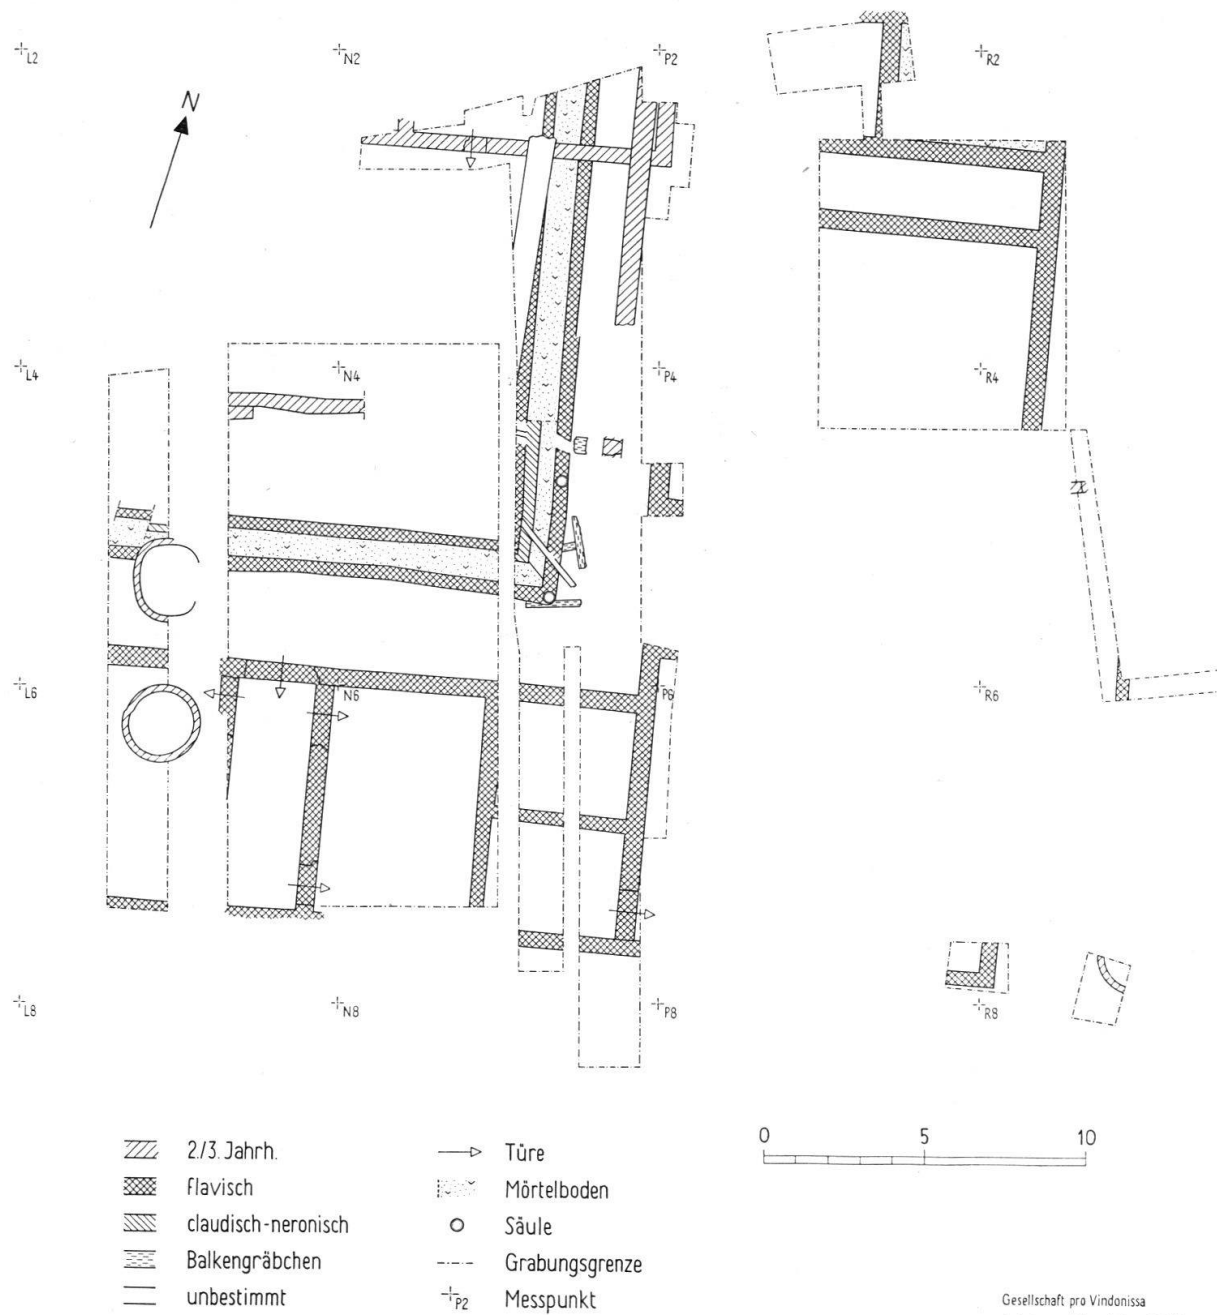 L2
N2
P2
R2
N
L4
N4
P4
R4
L6
N6
P6
R6
L8
N8
P8
R8
2./3. Jahrh.
flavisch
claudisch-neronisch
Balkengräbchen
unbestimmt
Türe
Mörtelboden
Säule
Grabungsgrenze
P2
Messpunkt
0 5 10
Gesellschaft pro Vindonissa